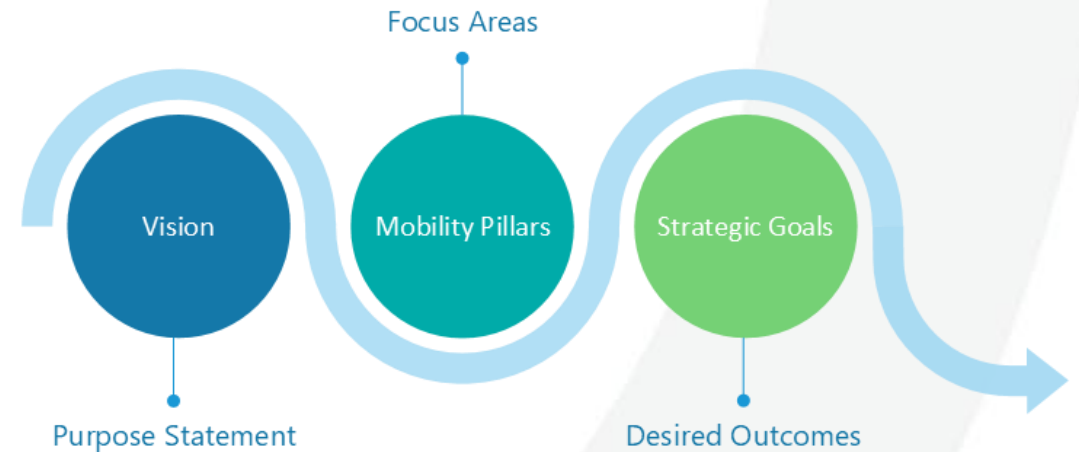 Focus Areas
Vision
Mobility Pillars
Strategic Goals
Purpose Statement
Desired Outcomes